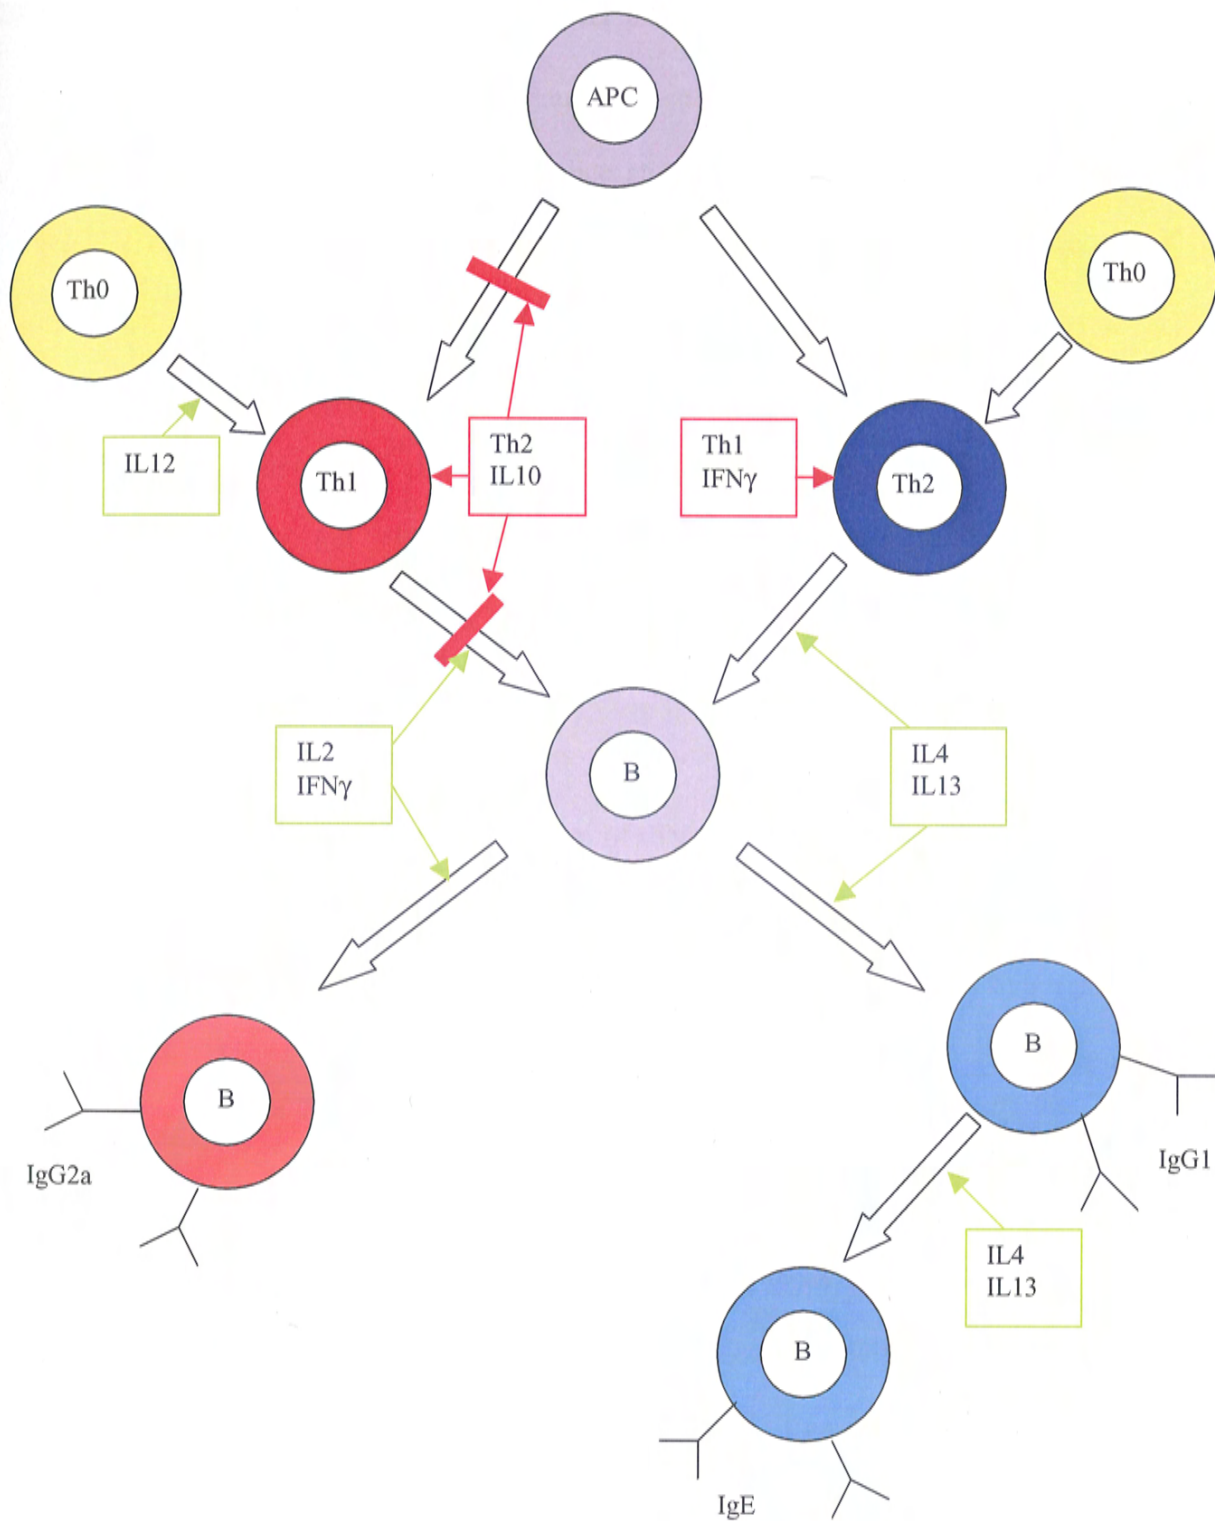 APC
Th0
Th0
IL12
Th1
Th2
IL10
Th1
IFNγ
Th2
IL2
IFNγ
B
IL4
IL13
B
IgG2a
B
IgG1
IL4
IL13
B
IgE